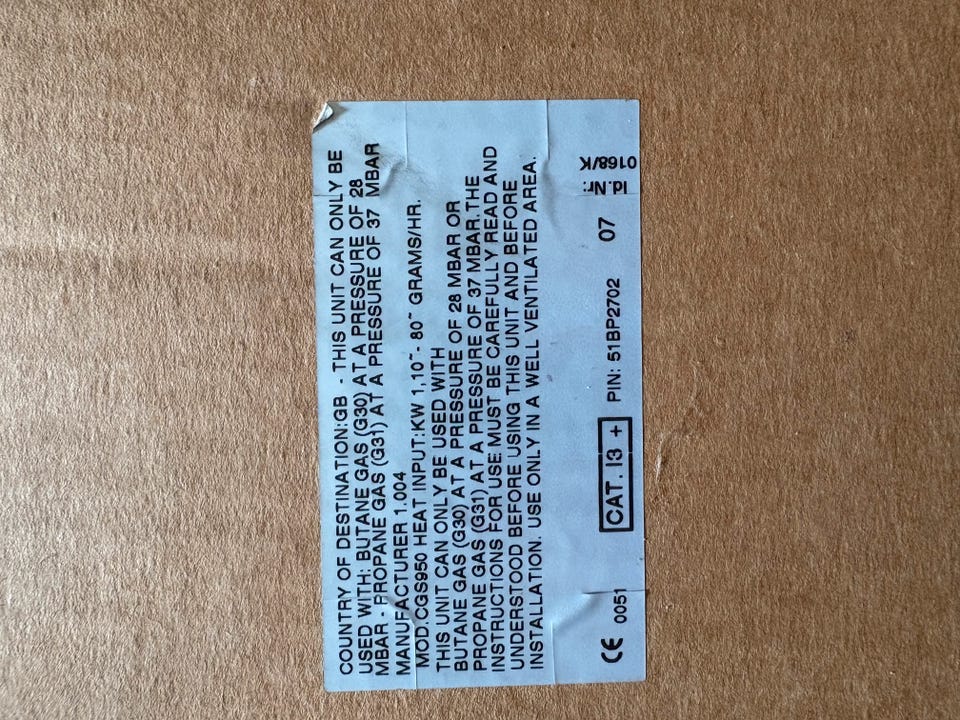 COUNTRY OF DESTINATION:GB - THIS UNIT CAN ONLY BE
USED WITH: BUTANE GAS (G30) AT A PRESSURE OF 28
MBAR - PROPANE GAS (G31) AT A PRESSURE OF 37 MBAR
MANUFACTURER 1.004
MOD.CGS950 HEAT INPUT:KW 1,10~- 80~ GRAMS/HR.
THIS UNIT CAN ONLY BE USED WITH
BUTANE GAS (G30) AT A PRESSURE OF 28 MBAR OR
PROPANE GAS (G31) AT A PRESSURE OF 37 MBAR.THE
INSTRUCTIONS FOR USE: MUST BE CAREFULLY READ AND
UNDERSTOOD BEFORE USING THIS UNIT AND BEFORE
INSTALLATION. USE ONLY IN A WELL VENTILATED AREA.
CE 0051 CAT. I3 + PIN: 51BP2702 07
Id.Nr:
0168/K